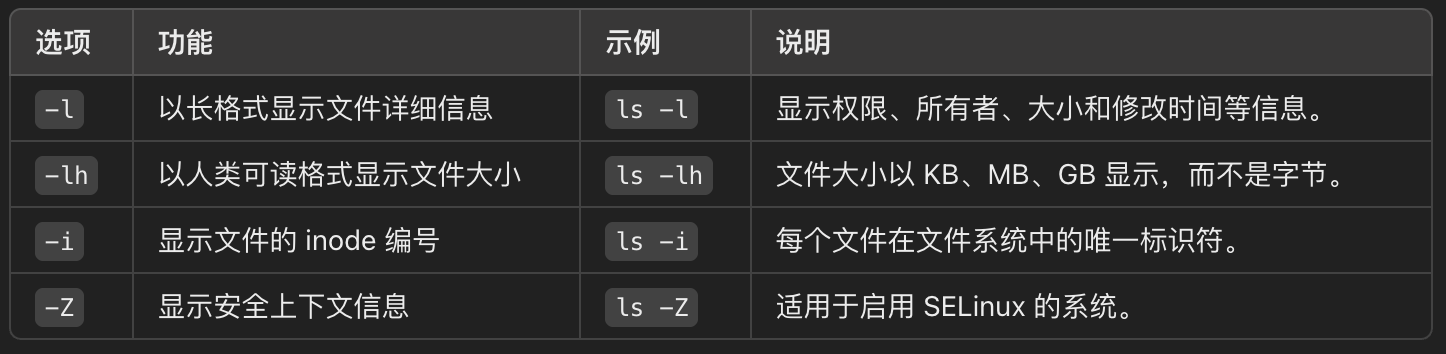 选项 功能 示例 说明
-l 以长格式显示文件详细信息 ls -l 显示权限、所有者、大小和修改时间等信息。
-lh 以人类可读格式显示文件大小 ls -lh 文件大小以 KB、MB、GB 显示，而不是字节。
-i 显示文件的 inode 编号 ls -i 每个文件在文件系统中的唯一标识符。
-Z 显示安全上下文信息 ls -Z 适用于启用 SELinux 的系统。